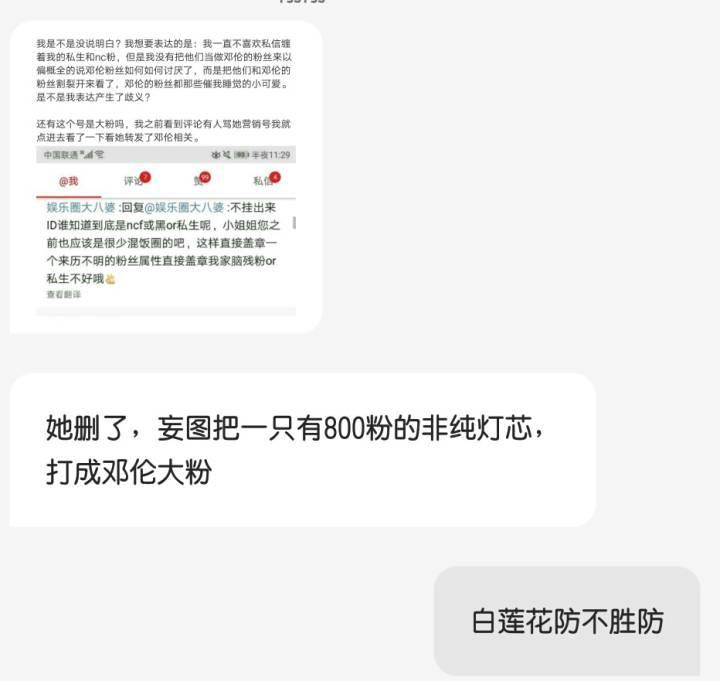 我是不是没说明白？我想要表达的是：我一直不喜欢私信缠
着我的私生和nc粉，但是我没有把他们当做邓伦的粉丝来以
偏概全的说邓伦粉丝如何如何讨厌了，而是把他们和邓伦的
粉丝割裂开来看了，邓伦的粉丝都那些催我睡觉的小可爱。
是不是我表达产生了歧义？
还有这个号是大粉吗，我之前看到评论有人骂她营销号我就
点进去看了一下看她转发了邓伦相关。
中国联通 半夜11:29
@我 评论 7 赞 99 私信 4
娱乐圈大八婆:回复@娱乐圈大八婆:不挂出来
ID谁知道到底是ncf或黑or私生呢，小姐姐您之
前也应该是很少混饭圈的吧，这样直接盖章一
个来历不明的粉丝属性直接盖章我家脑残粉or
私生不好哦
查看翻译
她删了，妄图把一只有800粉的非纯灯芯，
打成邓伦大粉
白莲花防不胜防